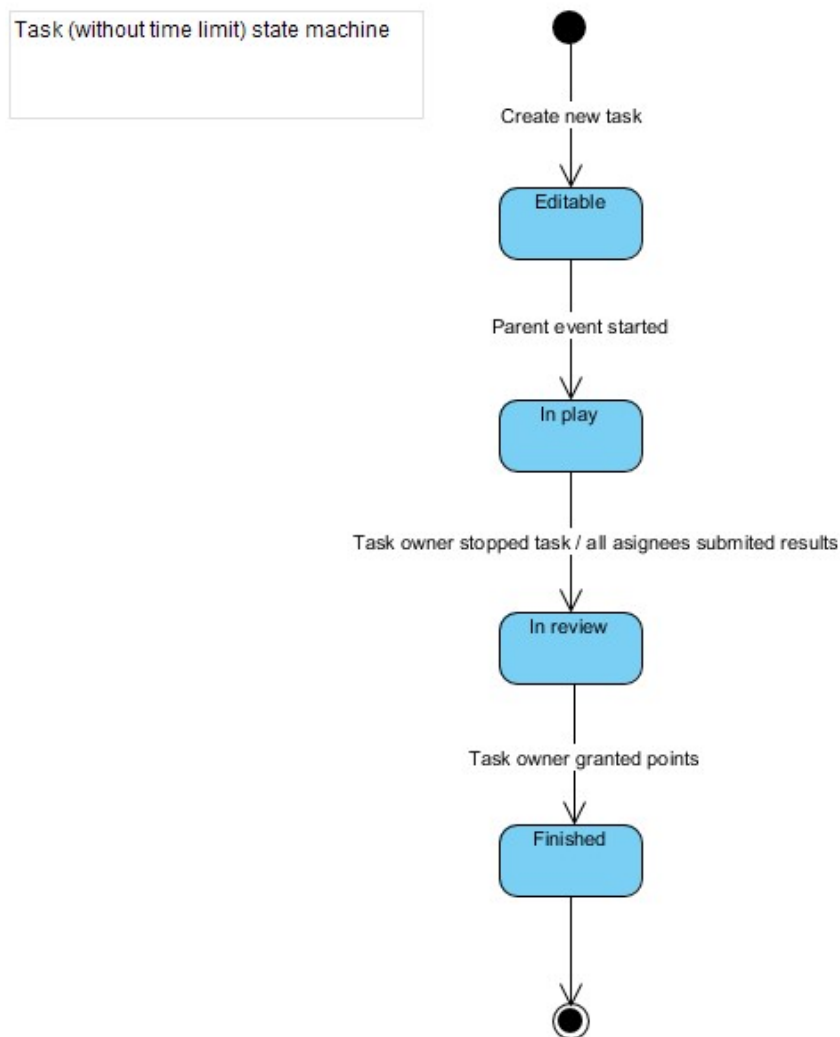 Task (without time limit) state machine
Create new task
Editable
Parent event started
In play
Task owner stopped task / all asignees submited results
In review
Task owner granted points
Finished